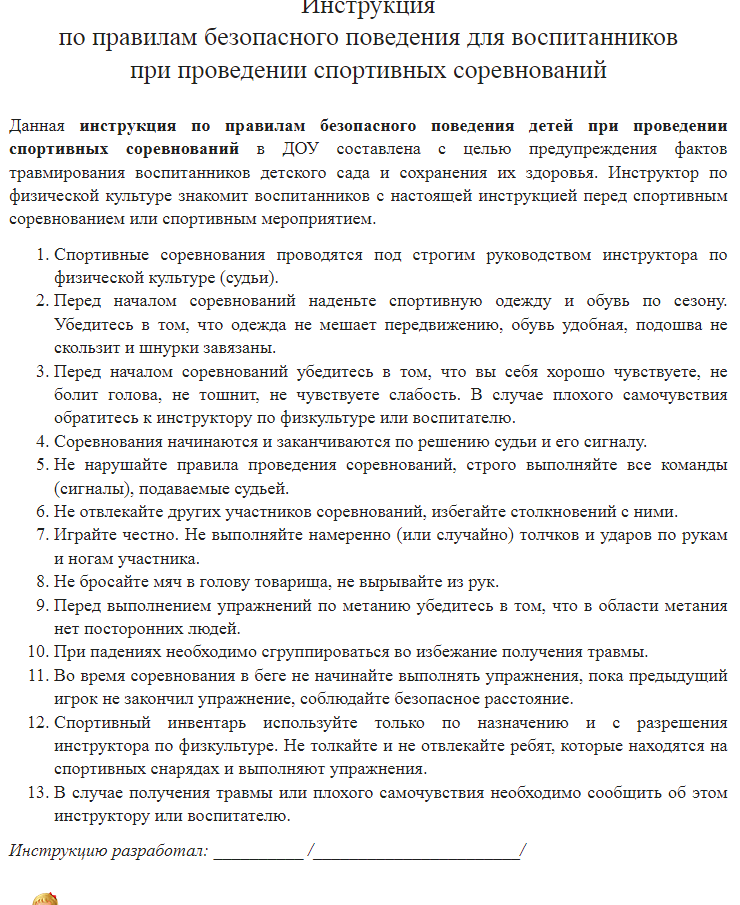 Инструкция
по правилам безопасного поведения для воспитанников
при проведении спортивных соревнований
Данная инструкция по правилам безопасного поведения детей при проведении
спортивных соревнований в ДОУ составлена с целью предупреждения фактов
травмирования воспитанников детского сада и сохранения их здоровья. Инструктор по
физической культуре знакомит воспитанников с настоящей инструкцией перед спортивным
соревнованием или спортивным мероприятием.
1. Спортивные соревнования проводятся под строгим руководством инструктора по
физической культуре (судьи).
2. Перед началом соревнований наденьте спортивную одежду и обувь по сезону.
Убедитесь в том, что одежда не мешает передвижению, обувь удобная, подошва не
скользит и шнурки завязаны.
3. Перед началом соревнований убедитесь в том, что вы себя хорошо чувствуете, не
болит голова, не тошнит, не чувствуете слабость. В случае плохого самочувствия
обратитесь к инструктору по физкультуре или воспитателю.
4. Соревнования начинаются и заканчиваются по решению судьи и его сигналу.
5. Не нарушайте правила проведения соревнований, строго выполняйте все команды
(сигналы), подаваемые судьей.
6. Не отвлекайте других участников соревнований, избегайте столкновений с ними.
7. Играйте честно. Не выполняйте намеренно (или случайно) толчков и ударов по рукам
и ногам участника.
8. Не бросайте мяч в голову товарища, не вырывайте из рук.
9. Перед выполнением упражнений по метанию убедитесь в том, что в области метания
нет посторонних людей.
10. При падениях необходимо сгруппироваться во избежание получения травмы.
11. Во время соревнования в беге не начинайте выполнять упражнения, пока предыдущий
игрок не закончил упражнение, соблюдайте безопасное расстояние.
12. Спортивный инвентарь используйте только по назначению и с разрешения
инструктора по физкультуре. Не толкайте и не отвлекайте ребят, которые находятся на
спортивных снарядах и выполняют упражнения.
13. В случае получения травмы или плохого самочувствия необходимо сообщить об этом
инструктору или воспитателю.
Инструкцию разработал: __________ /_______________________/